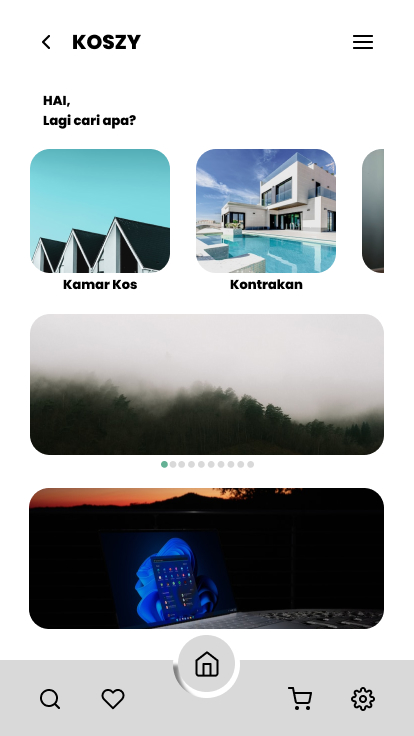 KOSZY
HAI,
Lagi cari apa?
Kamar Kos
Kontrakan